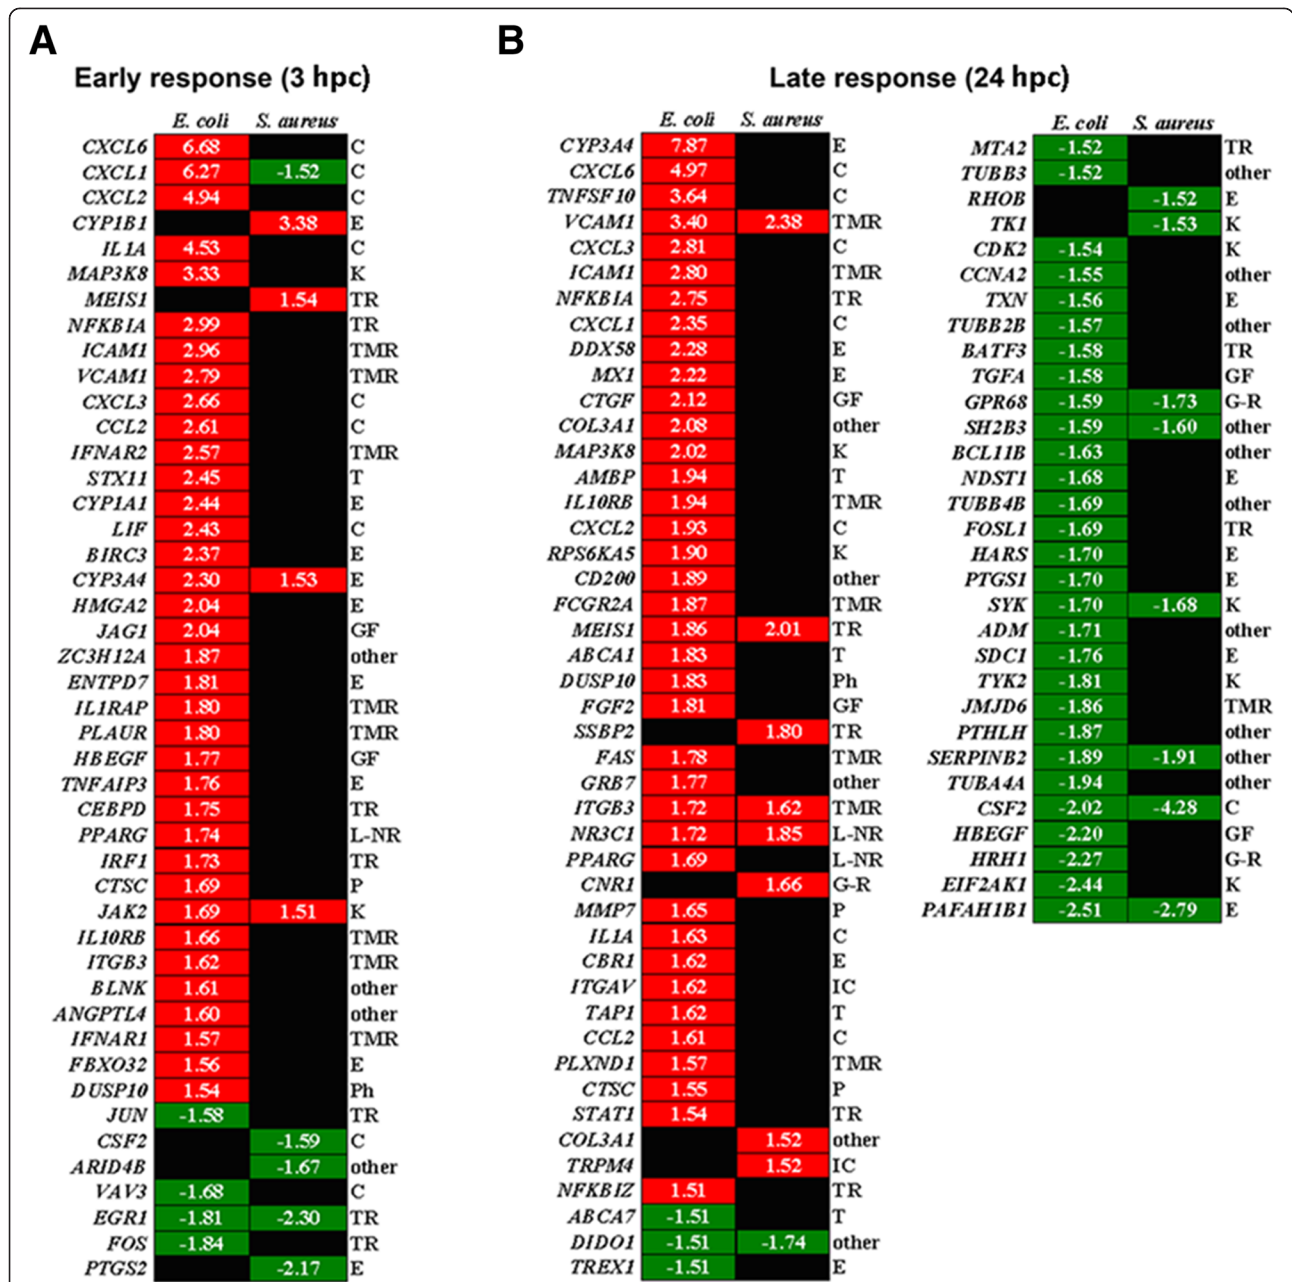 A
Early response (3 hpc)
E. coli S. aureus
CXCL6 6.68 C
CXCL1 6.27 -1.52 C
CXCL2 4.94 C
CYP1B1 3.38 E
IL1A 4.53 C
MAP3K8 3.33 K
MEIS1 1.54 TR
NFKBIA 2.99 TR
ICAM1 2.96 TMR
VCAM1 2.79 TMR
CXCL3 2.66 C
CCL2 2.61 C
IFNAR2 2.57 TMR
STX11 2.45 T
CYP1A1 2.44 E
LIF 2.43 C
BIRC3 2.37 E
CYP3A4 2.30 1.53 E
HMGA2 2.04 E
JAG1 2.04 GF
ZC3H12A 1.87 other
ENTPD7 1.81 E
IL1RAP 1.80 TMR
PLAUR 1.80 TMR
HBEGF 1.77 GF
TNFAIP3 1.76 E
CEBPD 1.75 TR
PPARG 1.74 L-NR
IRF1 1.73 TR
CTSC 1.69 P
JAK2 1.69 1.51 K
IL10RB 1.66 TMR
ITGB3 1.62 TMR
BLNK 1.61 other
ANGPTL4 1.60 other
IFNAR1 1.57 TMR
FBXO32 1.56 E
DUSP10 1.54 Ph
JUN -1.58 TR
CSF2 -1.59 C
ARID4B -1.67 other
VAV3 -1.68 C
EGR1 -1.81 -2.30 TR
FOS -1.84 TR
PTGS2 -2.17 E
B
Late response (24 hpc)
E. coli S. aureus
CYP3A4 7.87 E
CXCL6 4.97 C
TNFSF10 3.64 C
VCAM1 3.40 2.38 TMR
CXCL3 2.81 C
ICAM1 2.80 TMR
NFKBIA 2.75 TR
CXCL1 2.35 C
DDX58 2.28 E
MX1 2.22 E
CTGF 2.12 GF
COL3A1 2.08 other
MAP3K8 2.02 K
AMBP 1.94 T
IL10RB 1.94 TMR
CXCL2 1.93 C
RPS6KA5 1.90 K
CD200 1.89 other
FCGR2A 1.87 TMR
MEIS1 1.86 2.01 TR
ABCA1 1.83 T
DUSP10 1.83 Ph
FGF2 1.81 GF
SSBP2 1.80 TR
FAS 1.78 TMR
GRB7 1.77 other
ITGB3 1.72 1.62 TMR
NR3C1 1.72 1.85 L-NR
PPARG 1.69 L-NR
CNR1 1.66 G-R
MMP7 1.65 P
IL1A 1.63 C
CBR1 1.62 E
ITGAV 1.62 IC
TAP1 1.62 T
CCL2 1.61 C
PLXND1 1.57 TMR
CTSC 1.55 P
STAT1 1.54 TR
COL3A1 1.52 other
TRPM4 1.52 IC
NFKBIZ 1.51 TR
ABCA7 -1.51 T
DIDO1 -1.51 -1.74 other
TREX1 -1.51 E
E. coli S. aureus
MTA2 -1.52 TR
TUBB3 -1.52 other
RHOB -1.52 E
TK1 -1.53 K
CDK2 -1.54 K
CCNA2 -1.55 other
TXN -1.56 E
TUBB2B -1.57 other
BATF3 -1.58 TR
TGFA -1.58 GF
GPR68 -1.59 -1.73 G-R
SH2B3 -1.59 -1.60 other
BCL11B -1.63 other
NDST1 -1.68 E
TUBB4B -1.69 other
FOSL1 -1.69 TR
HARS -1.70 E
PTGS1 -1.70 E
SYK -1.70 -1.68 K
ADM -1.71 other
SDC1 -1.76 E
TYK2 -1.81 K
JMJD6 -1.86 TMR
PTHLH -1.87 other
SERPINB2 -1.89 -1.91 other
TUBA4A -1.94 other
CSF2 -2.02 -4.28 C
HBEGF -2.20 GF
HRH1 -2.27 G-R
EIF2AK1 -2.44 K
PAFAH1B1 -2.51 -2.79 E